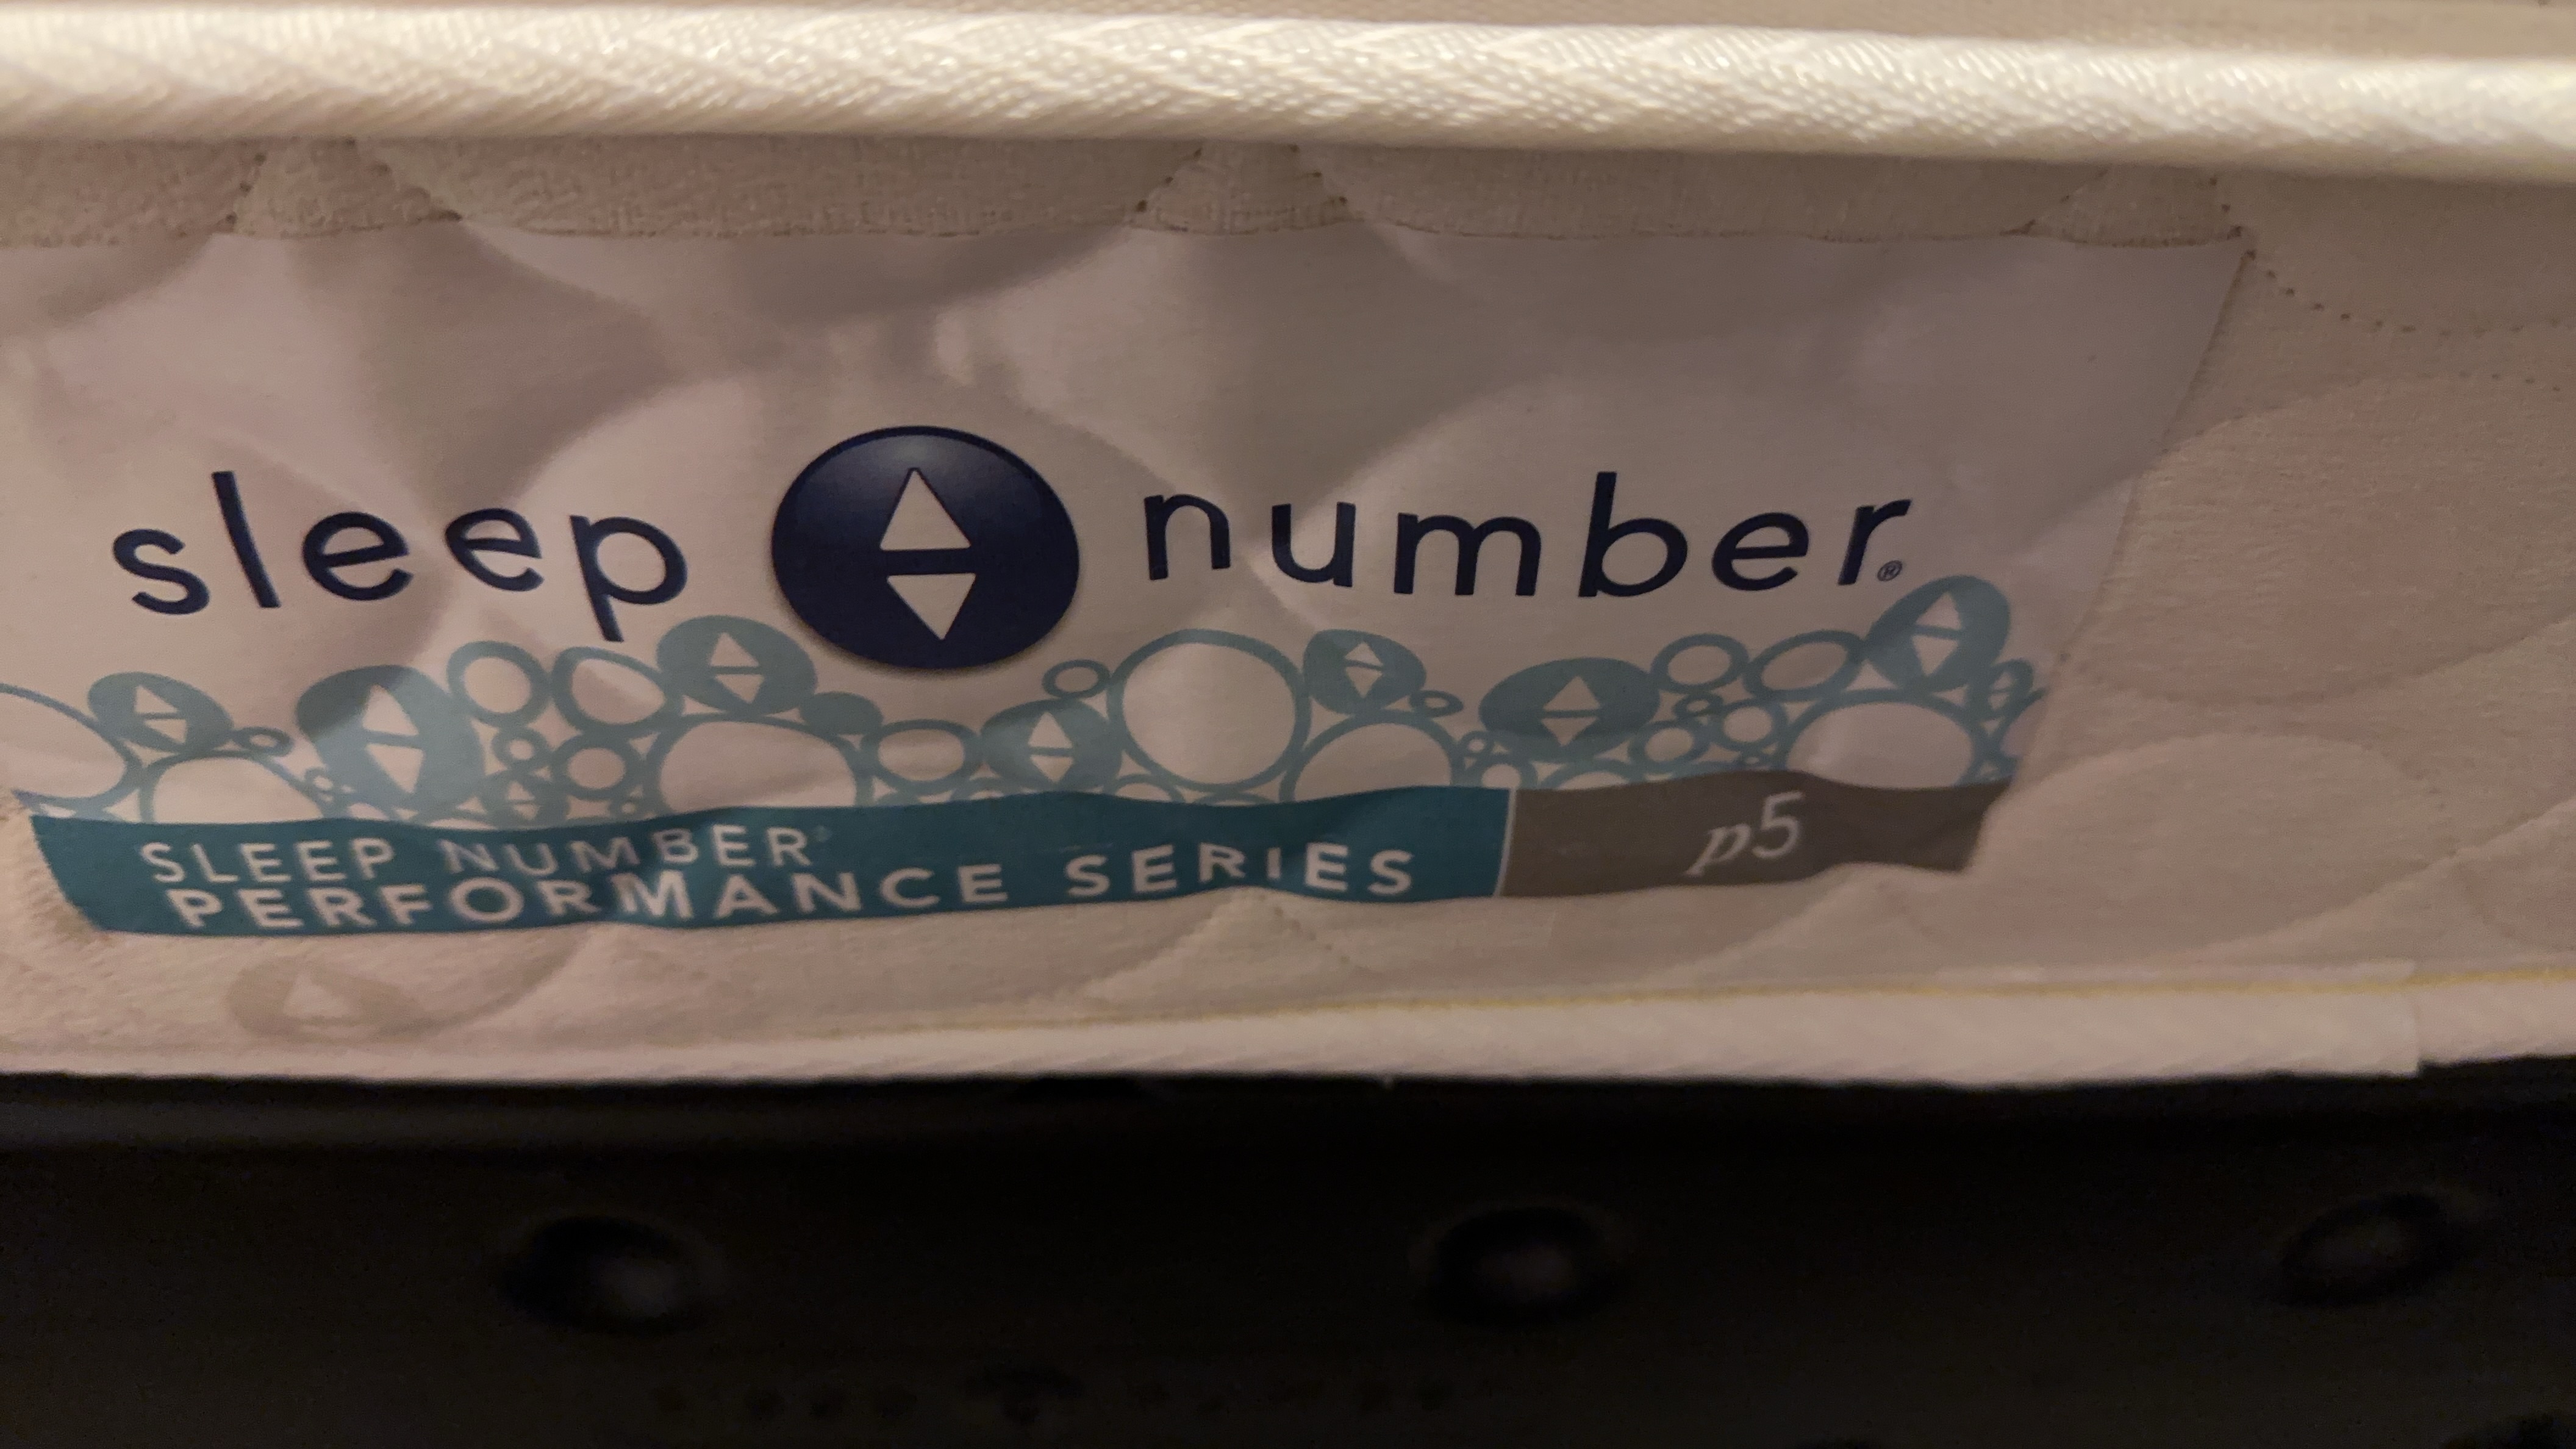 sleep number®
SLEEP NUMBER®
PERFORMANCE SERIES
p5